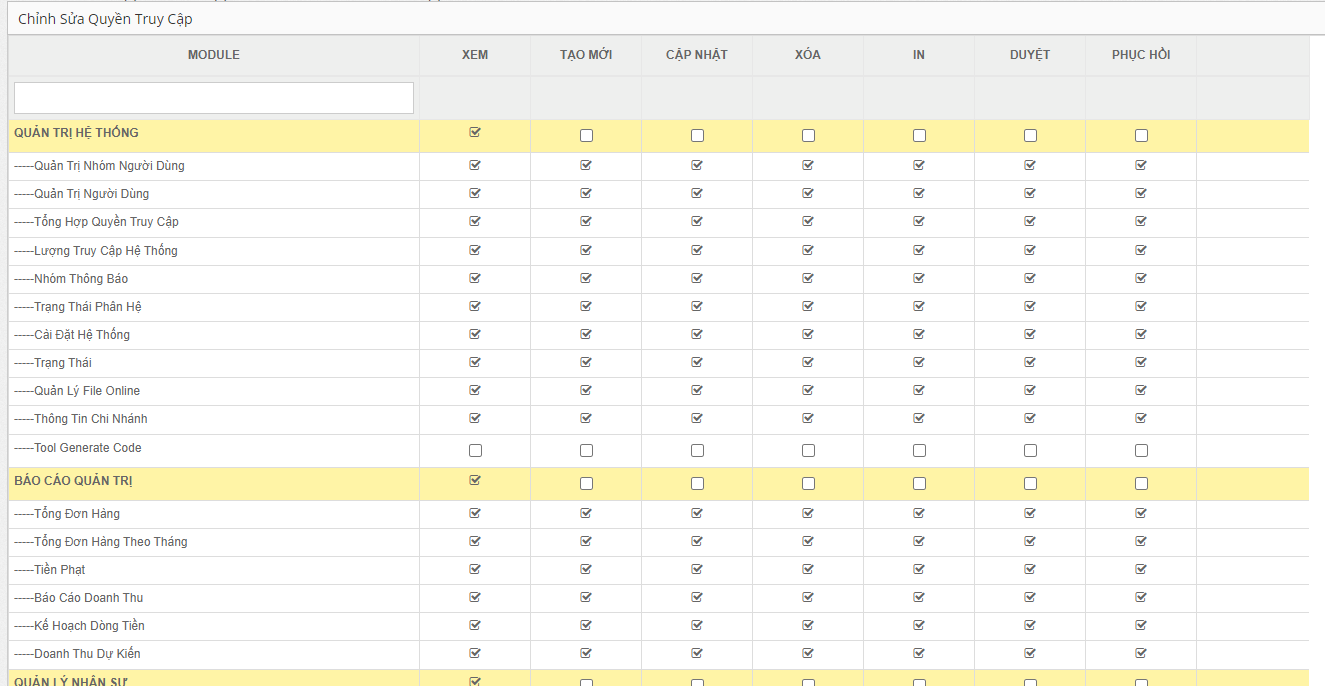 Chỉnh Sửa Quyền Truy Cập
MODULE XEM TẠO MỚI CẬP NHẬT XÓA IN DUYỆT PHỤC HỒI
QUẢN TRỊ HỆ THỐNG
-----Quản Trị Nhóm Người Dùng
-----Quản Trị Người Dùng
-----Tổng Hợp Quyền Truy Cập
-----Lượng Truy Cập Hệ Thống
-----Nhóm Thông Báo
-----Trạng Thái Phân Hệ
-----Cài Đặt Hệ Thống
-----Trạng Thái
-----Quản Lý File Online
-----Thông Tin Chi Nhánh
-----Tool Generate Code
BÁO CÁO QUẢN TRỊ
-----Tổng Đơn Hàng
-----Tổng Đơn Hàng Theo Tháng
-----Tiền Phạt
-----Báo Cáo Doanh Thu
-----Kế Hoạch Dòng Tiền
-----Doanh Thu Dự Kiến
QUẢN LÝ NHÂN SỰ